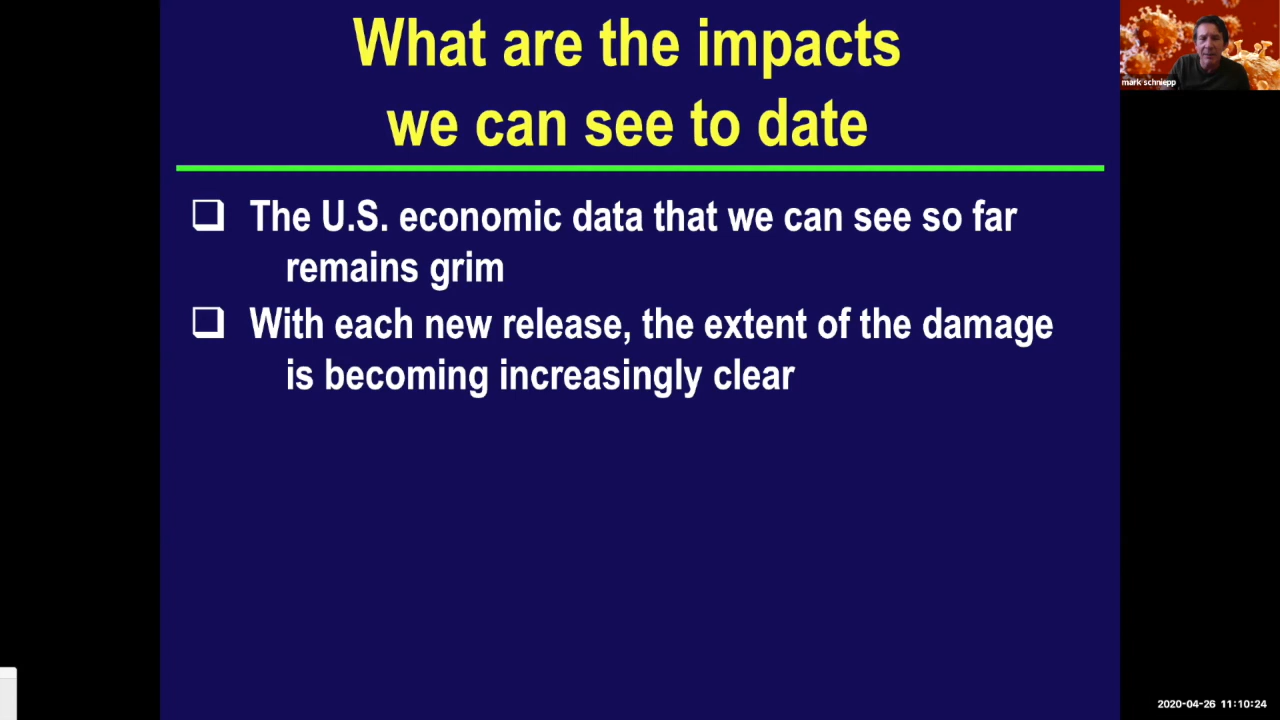 What are the impacts
we can see to date
mark schniepp
❑ The U.S. economic data that we can see so far
remains grim
❑ With each new release, the extent of the damage
is becoming increasingly clear
2020-04-26 11:10:24